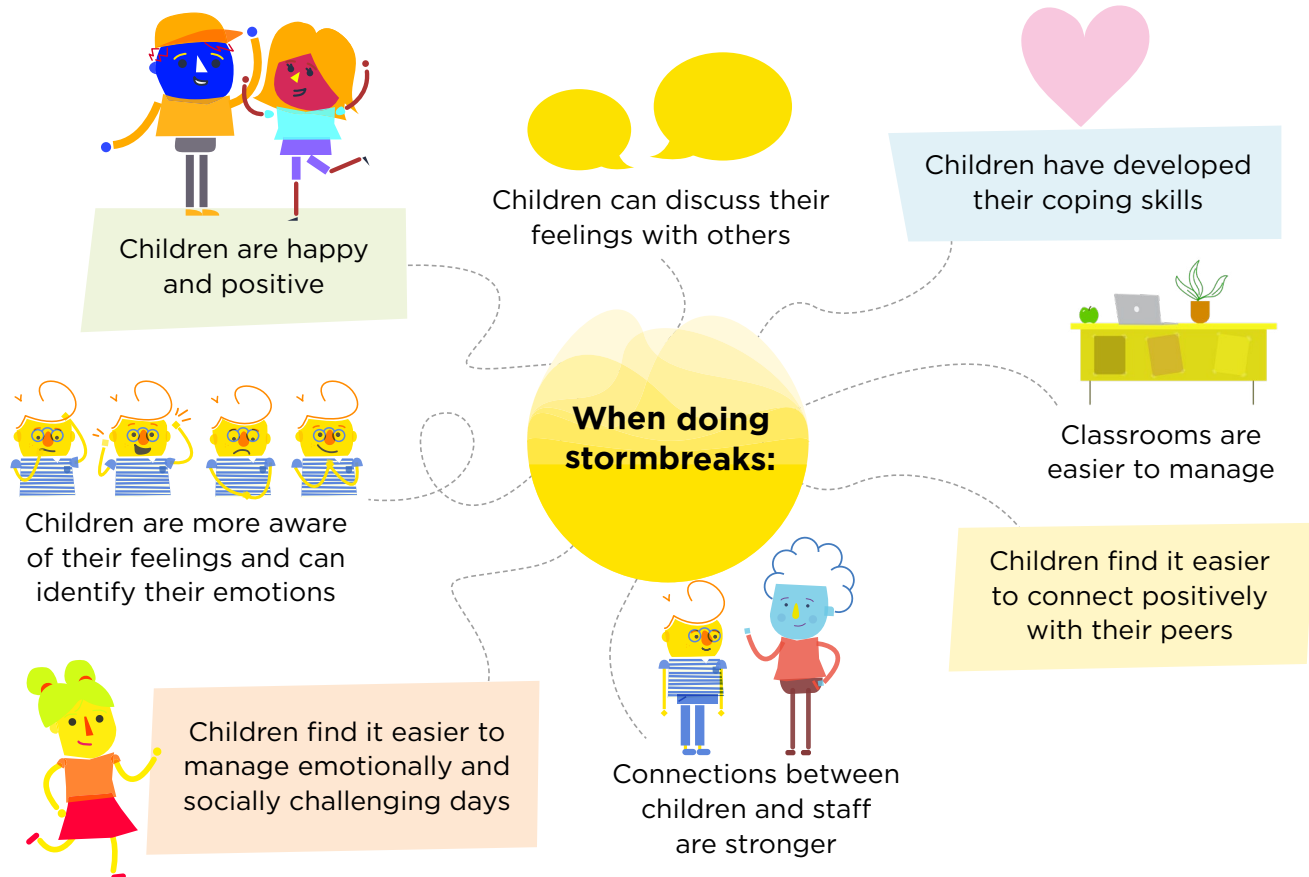 When doing
stormbreaks:
Children are happy
and positive
Children can discuss their
feelings with others
Children have developed
their coping skills
Classrooms are
easier to manage
Children find it easier
to connect positively
with their peers
Connections between
children and staff
are stronger
Children find it easier to
manage emotionally and
socially challenging days
Children are more aware
of their feelings and can
identify their emotions